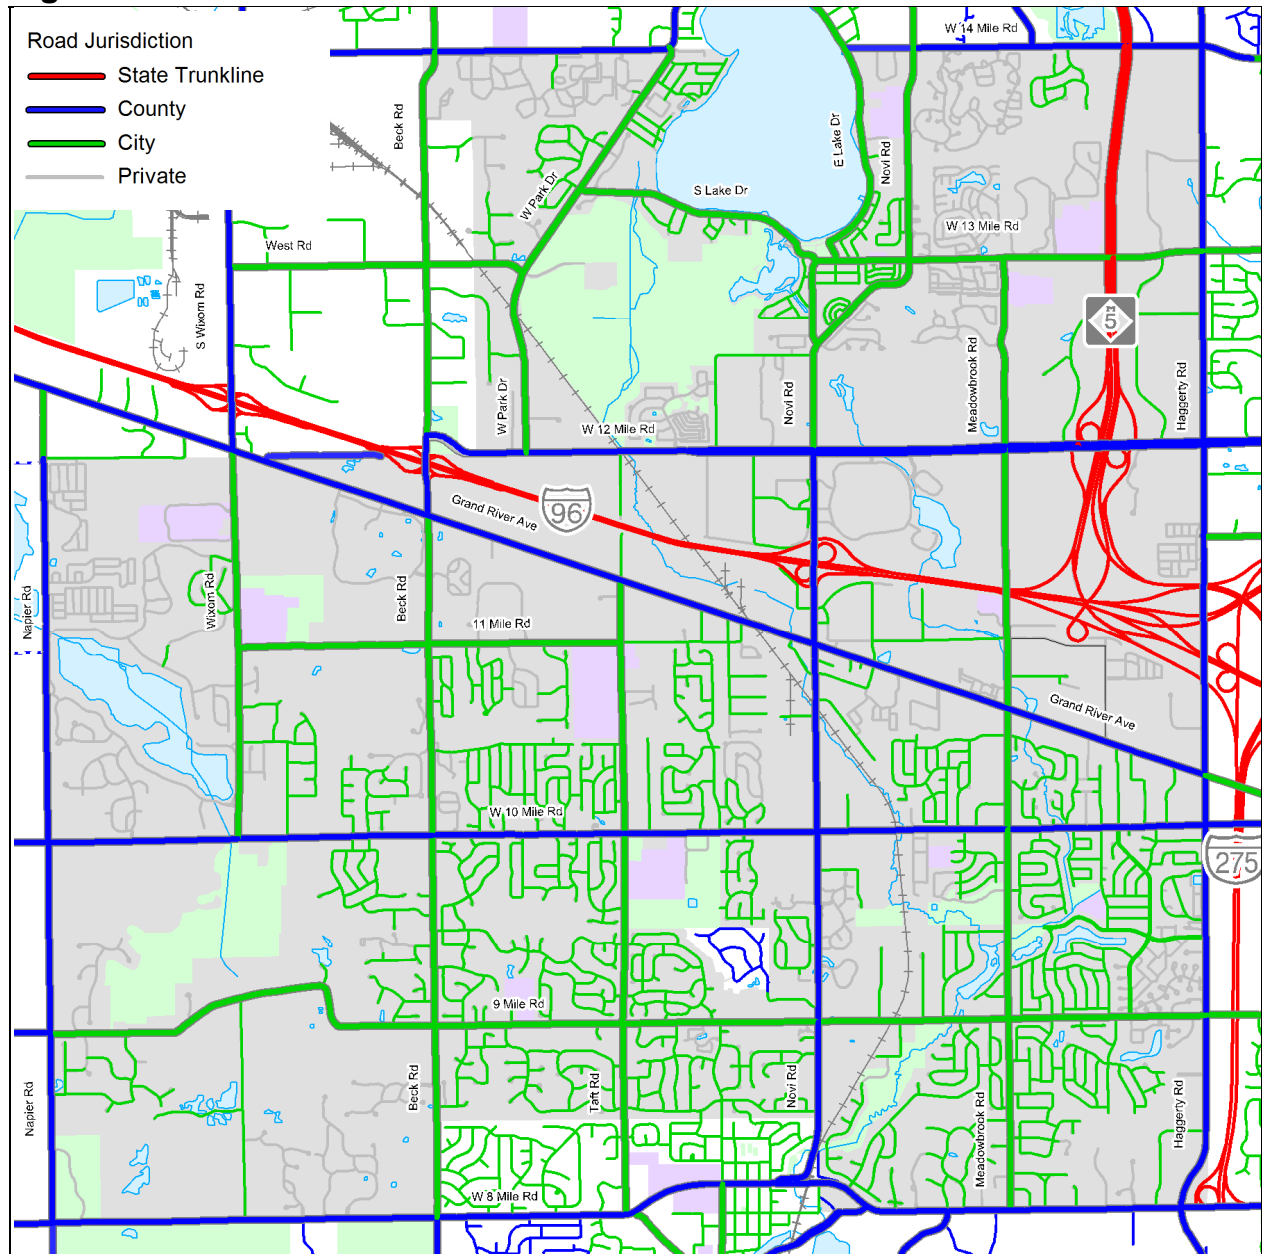 Road Jurisdiction
State Trunkline
County
City
Private
W 14 Mile Rd
Beck Rd
E Lake Dr
Novi Rd
W Park Dr
S Lake Dr
W 13 Mile Rd
West Rd
S Wixom Rd
M
5
Meadowbrook Rd
Haggerty Rd
W Park Dr
Novi Rd
W 12 Mile Rd
Grand River Ave
96
Napier Rd
Wixom Rd
Beck Rd
11 Mile Rd
Grand River Ave
W 10 Mile Rd
275
9 Mile Rd
Napier Rd
Beck Rd
Taft Rd
Novi Rd
Meadowbrook Rd
Haggerty Rd
W 8 Mile Rd